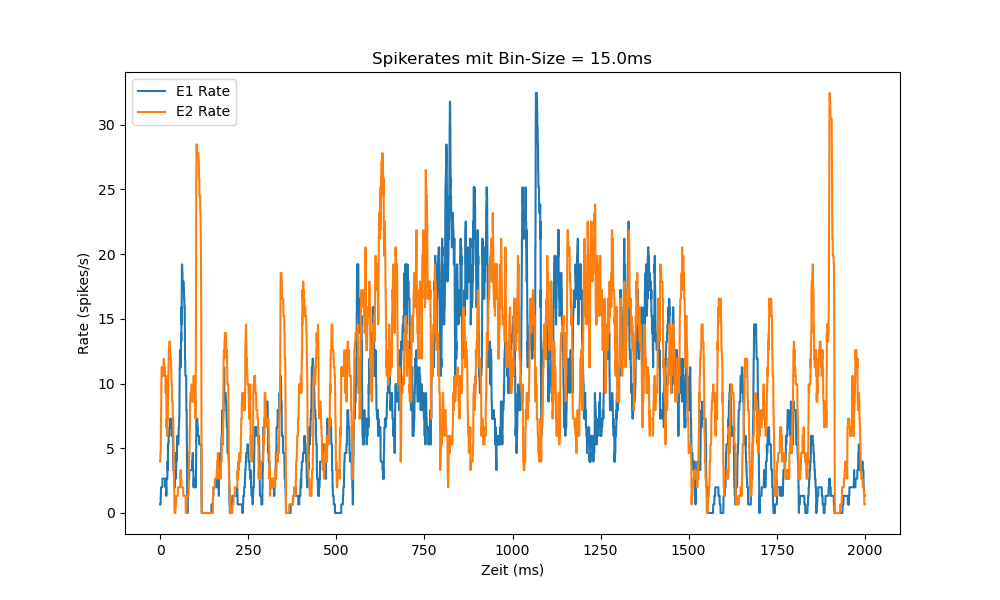 Spikerates mit Bin-Size = 15.0ms
E1 Rate
E2 Rate
Rate (spikes/s)
30
25
20
15
10
5
0
0 250 500 750 1000 1250 1500 1750 2000
Zeit (ms)